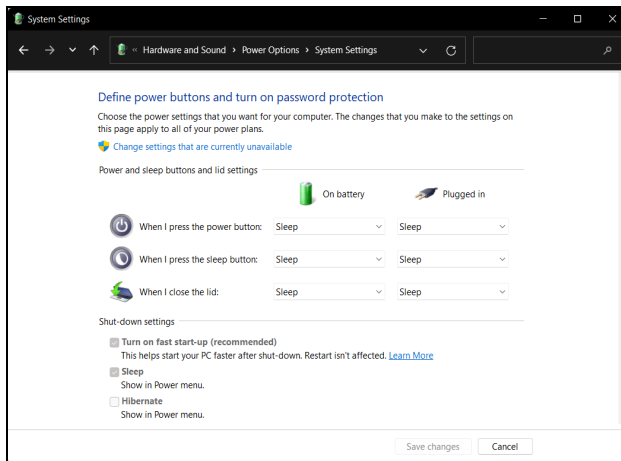 System Settings
« Hardware and Sound › Power Options › System Settings
Define power buttons and turn on password protection
Choose the power settings that you want for your computer. The changes that you make to the settings on
this page apply to all of your power plans.
Change settings that are currently unavailable
Power and sleep buttons and lid settings
On battery Plugged in
When I press the power button: Sleep Sleep
When I press the sleep button: Sleep Sleep
When I close the lid: Sleep Sleep
Shut-down settings
Turn on fast start-up (recommended)
This helps start your PC faster after shut-down. Restart isn't affected. Learn More
Sleep
Show in Power menu.
Hibernate
Show in Power menu.
Save changes Cancel